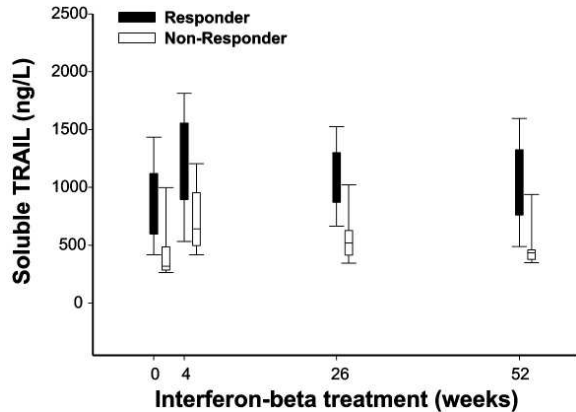 2500
Responder
Non-Responder
2000
1500
1000
500
0
Soluble TRAIL (ng/L)
0 4 26 52
Interferon-beta treatment (weeks)